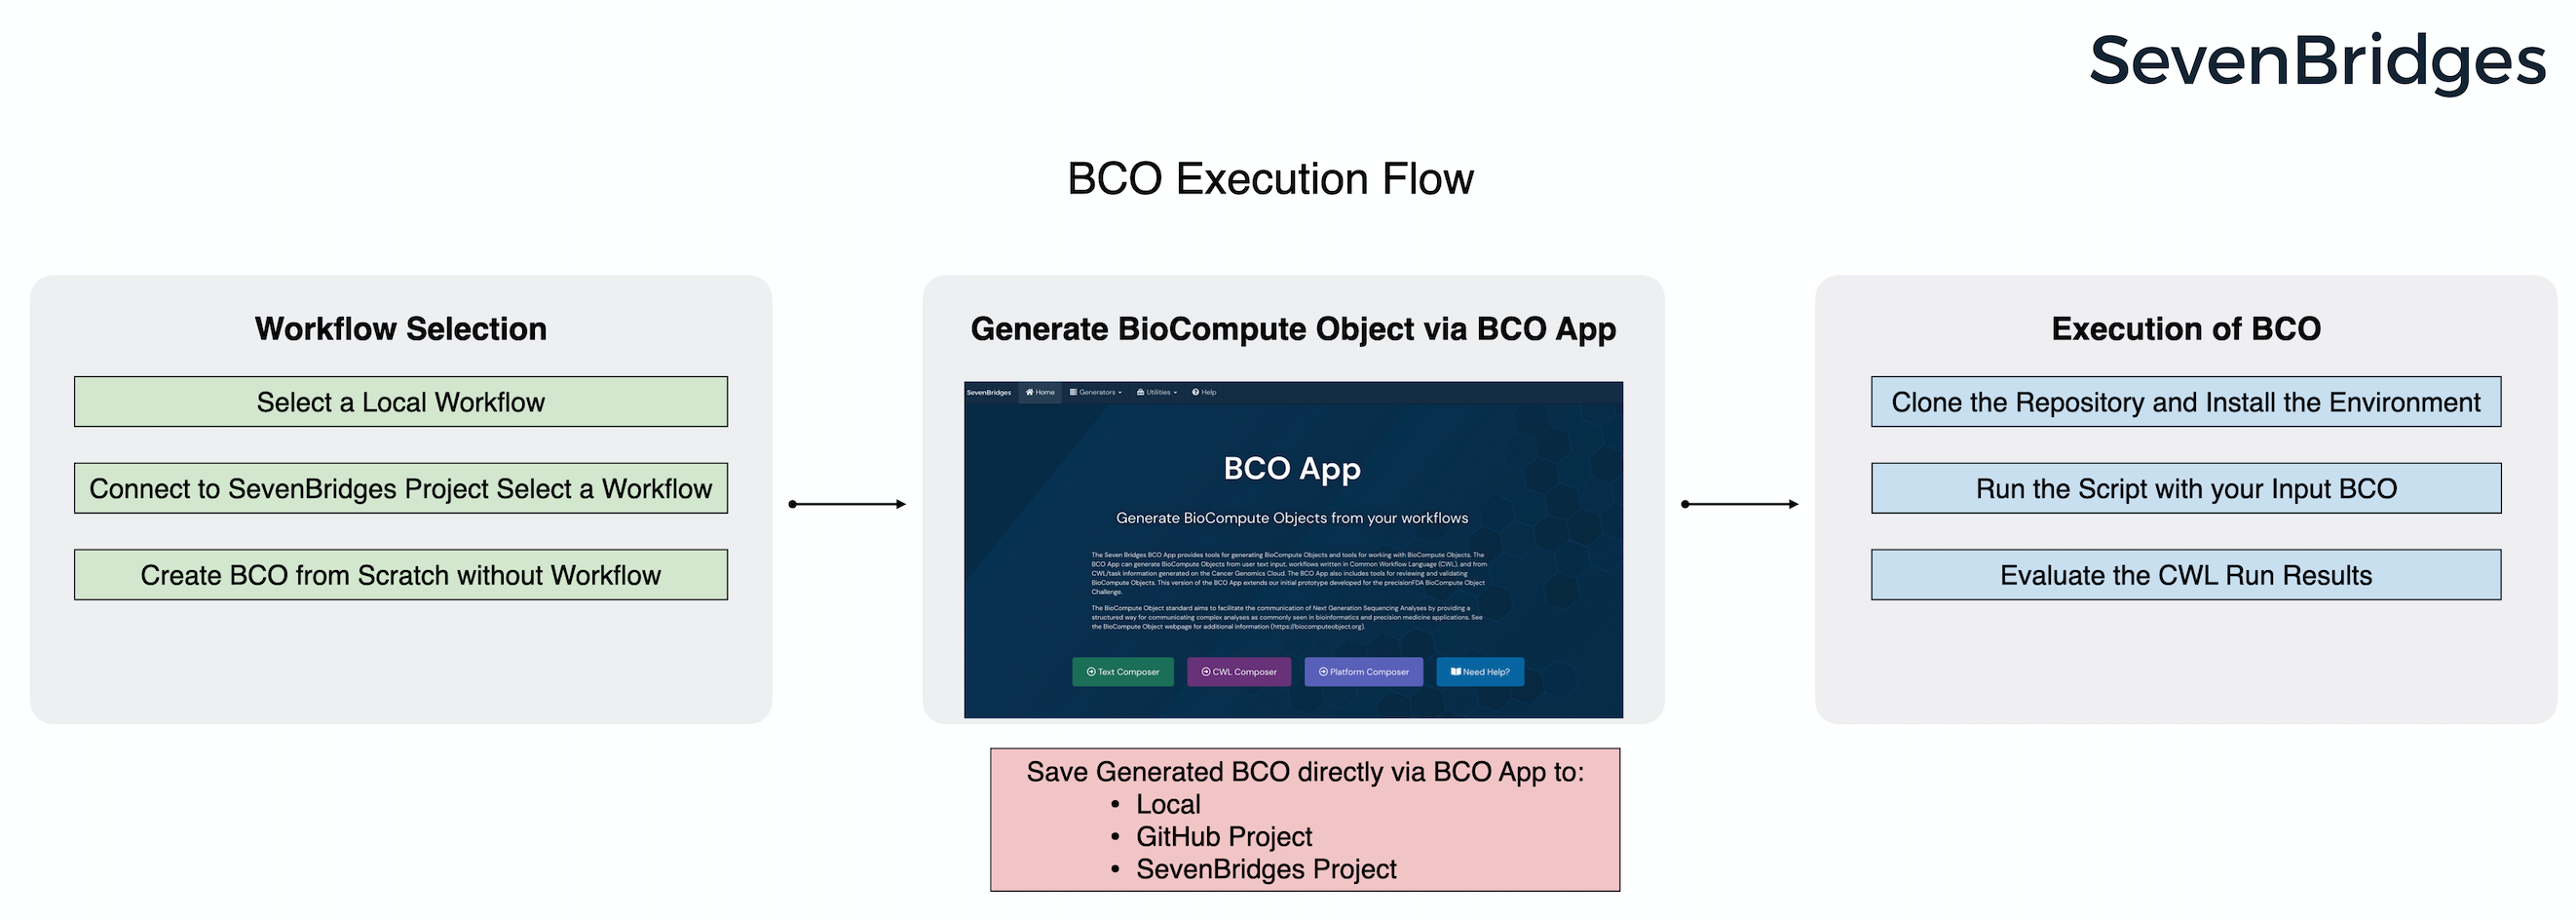 SevenBridges
BCO Execution Flow
Workflow Selection
Select a Local Workflow
Connect to SevenBridges Project Select a Workflow
Create BCO from Scratch without Workflow
Generate BioCompute Object via BCO App
SevenBridges Home Generators Utilities Help
BCO App
Generate BioCompute Objects from your workflows
The Seven Bridges BCO App provides tools for generating BioCompute Objects and tools for working with BioCompute Objects. The
BCO App can generate BioCompute Objects from user text input, workflows written in Common Workflow Language (CWL), and from
CWL/task information generated on the Cancer Genomics Cloud. The BCO App also includes tools for reviewing and validating
BioCompute Objects. This version of the BCO App extends our initial prototype developed for the precisionFDA BioCompute Object
Challenge.
The BioCompute Object standard aims to facilitate the communication of Next Generation Sequencing Analyses by providing a
structured way for communicating complex analyses as commonly seen in bioinformatics and precision medicine applications. See
the BioCompute Object webpage for additional information (https://biocomputeobject.org).
Text Composer CWL Composer Platform Composer Need Help?
Save Generated BCO directly via BCO App to:
• Local
• GitHub Project
• SevenBridges Project
Execution of BCO
Clone the Repository and Install the Environment
Run the Script with your Input BCO
Evaluate the CWL Run Results